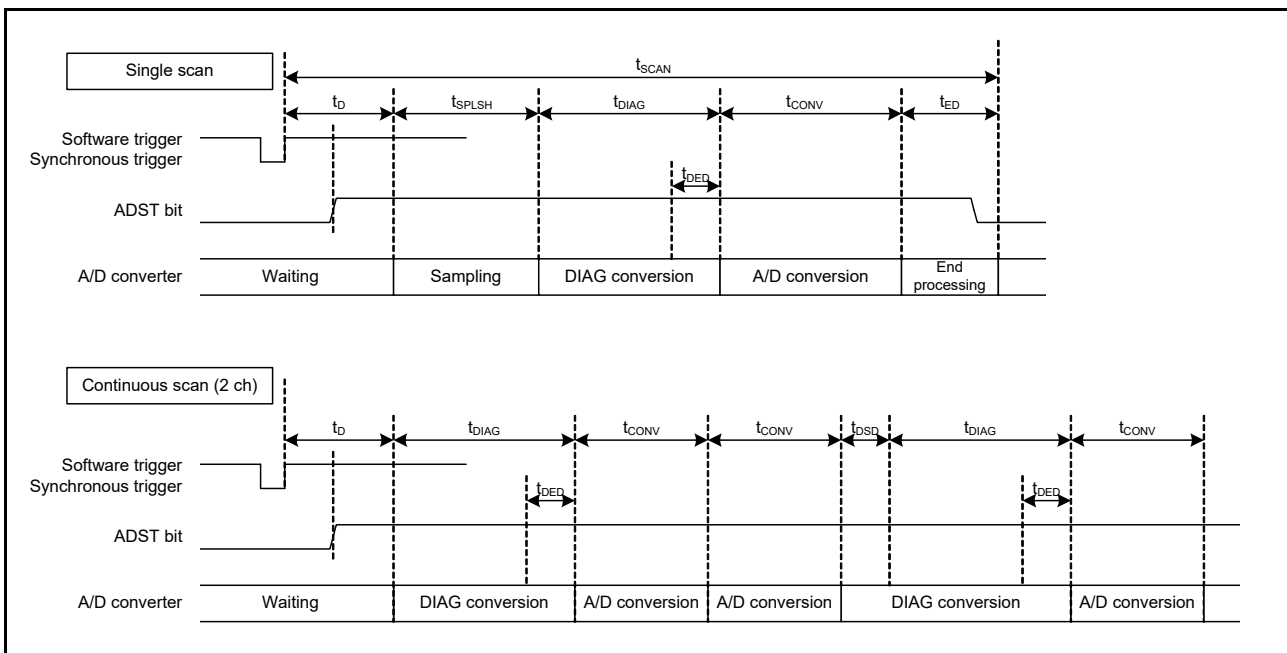 Single scan
tSCAN
tD tSPLSH tDIAG tCONV tED
Software trigger
Synchronous trigger
tDED
ADST bit
A/D converter Waiting Sampling DIAG conversion A/D conversion End processing
Continuous scan (2 ch)
tD tDIAG tCONV tCONV tDSD tDIAG tCONV
Software trigger
Synchronous trigger
tDED tDED
ADST bit
A/D converter Waiting DIAG conversion A/D conversion A/D conversion DIAG conversion A/D conversion